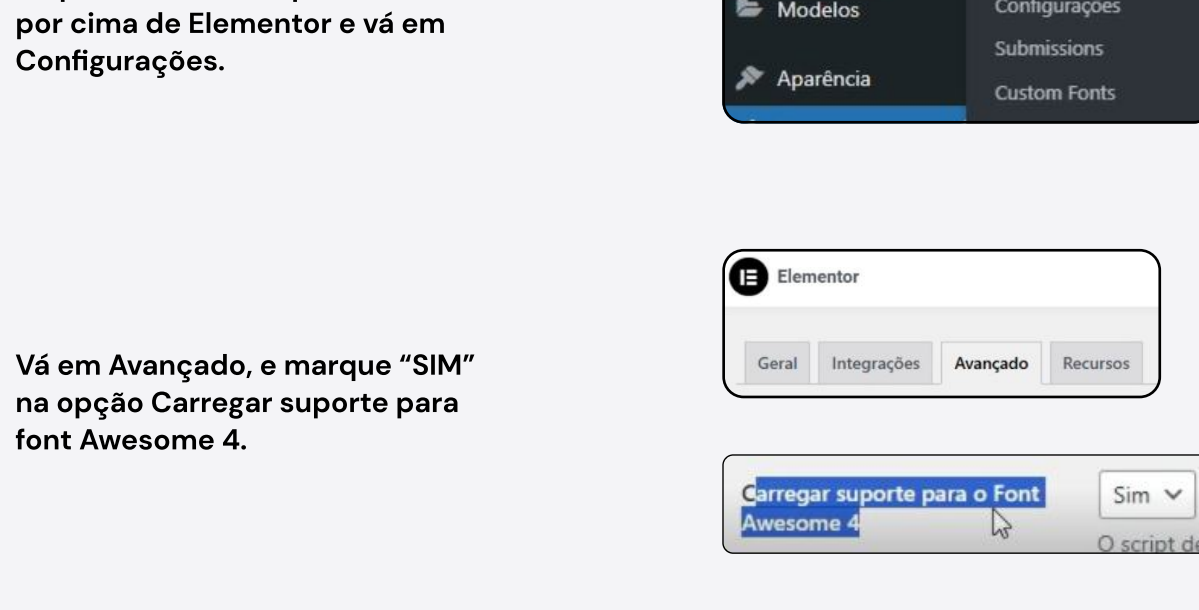 por cima de Elementor e vá em
Configurações.
Modelos
Aparência
Configurações
Submissions
Custom Fonts
Elementor
Geral Integrações Avançado Recursos
Vá em Avançado, e marque “SIM”
na opção Carregar suporte para
font Awesome 4.
Carregar suporte para o Font
Awesome 4
Sim
O script de